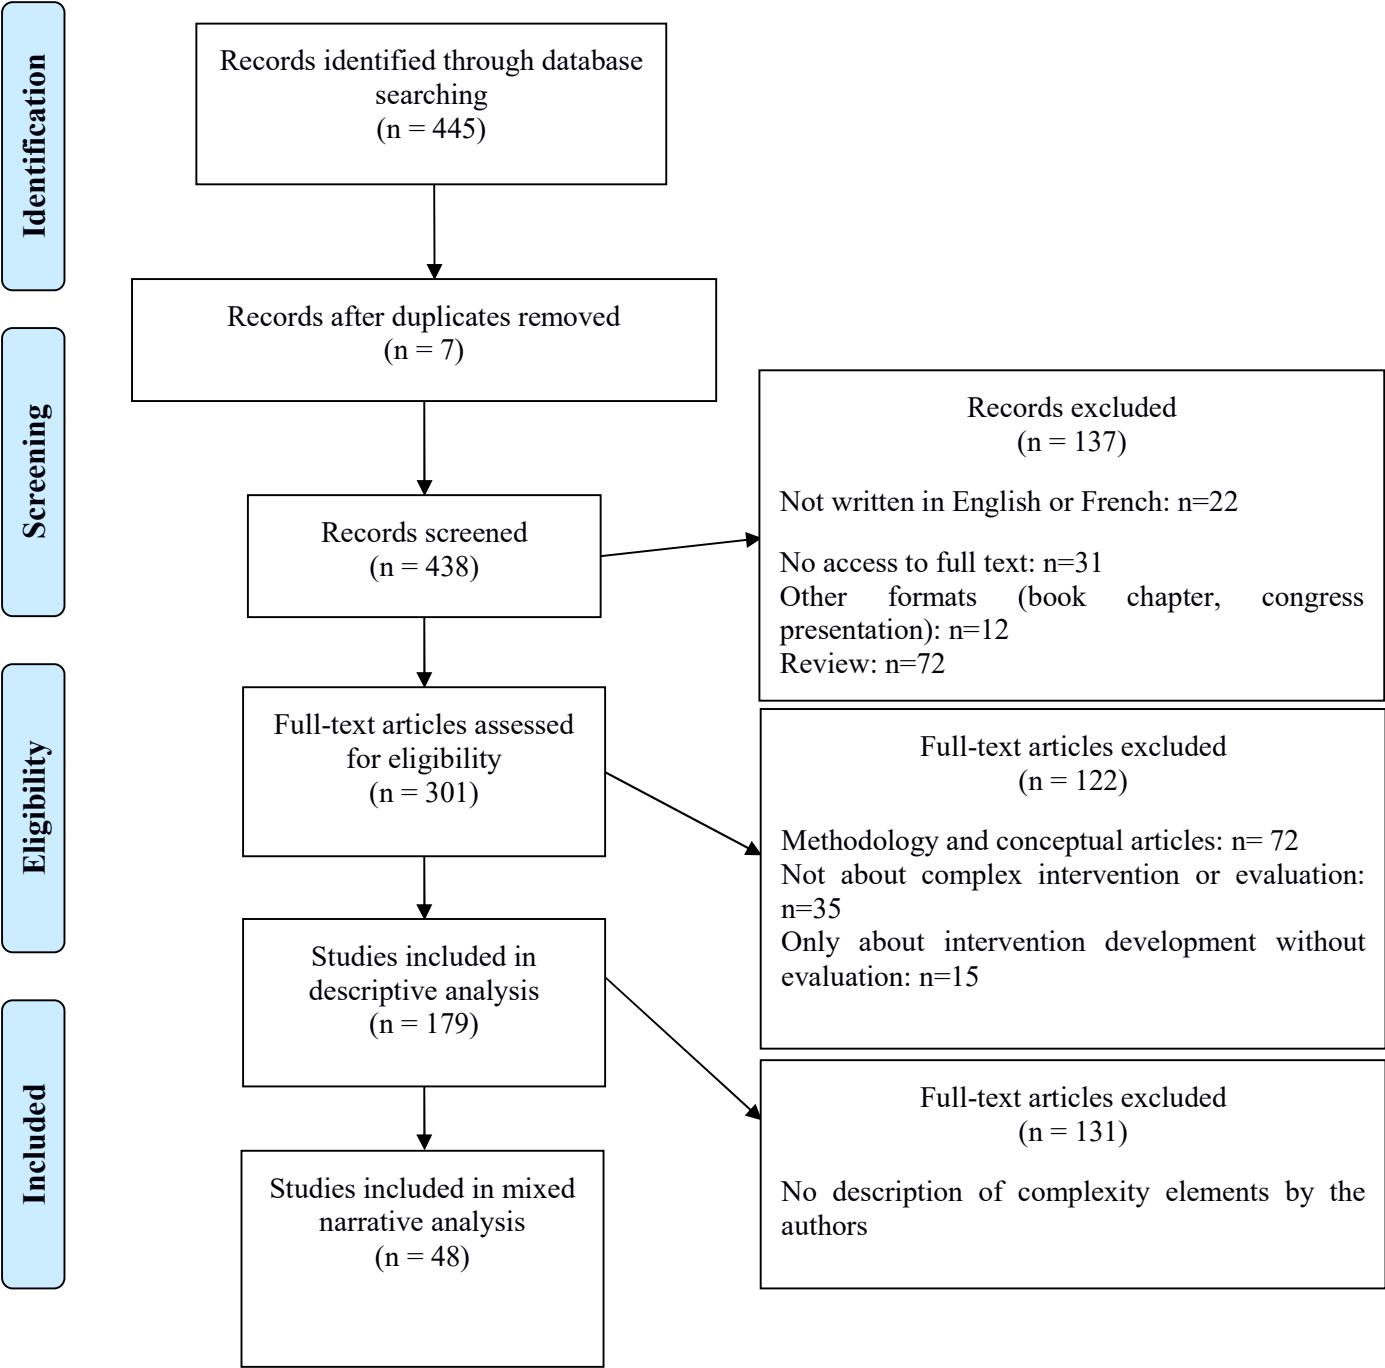 Identification
Records identified through database
searching
(n = 445)
Records after duplicates removed
(n = 7)
Screening
Records screened
(n = 438)
Records excluded
(n = 137)
Not written in English or French: n=22
No access to full text: n=31
Other formats (book chapter, congress
presentation): n=12
Review: n=72
Eligibility
Full-text articles assessed
for eligibility
(n = 301)
Full-text articles excluded
(n = 122)
Methodology and conceptual articles: n= 72
Not about complex intervention or evaluation:
n=35
Only about intervention development without
evaluation: n=15
Studies included in
descriptive analysis
(n = 179)
Included
Full-text articles excluded
(n = 131)
No description of complexity elements by the
authors
Studies included in mixed
narrative analysis
(n = 48)